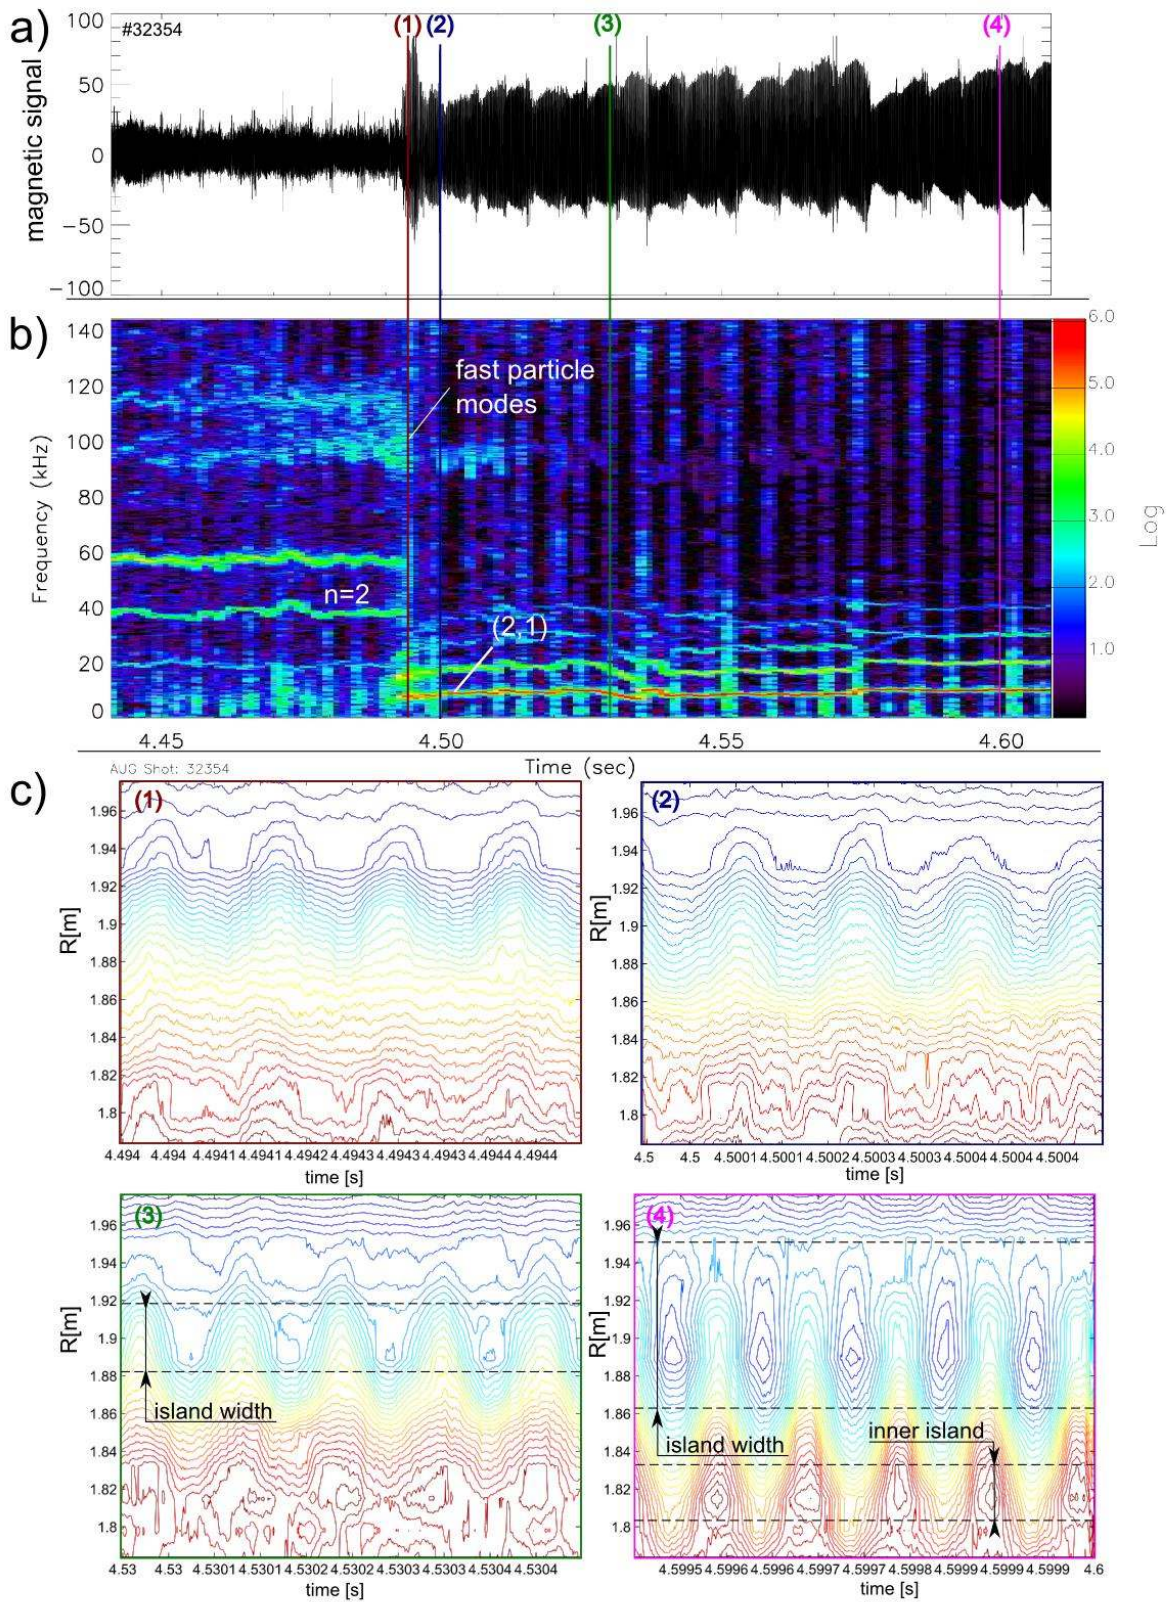 a)
#32354
(1)
(2)
(3)
(4)
magnetic signal
100
50
0
−50
−100
b)
140
120
100
80
60
40
20
0
Frequency (kHz)
fast particle
modes
n=2
(2,1)
6.0
5.0
4.0
3.0
2.0
1.0
Log
4.45
4.50
4.55
4.60
AUG Shot: 32354
Time (sec)
c)
(1)
1.96
1.94
1.92
1.9
1.88
1.86
1.84
1.82
1.8
R[m]
4.494 4.494 4.4941 4.4941 4.4942 4.4943 4.4943 4.4944 4.4944
time [s]
(2)
1.96
1.94
1.92
1.9
1.88
1.86
1.84
1.82
1.8
R[m]
4.5 4.5 4.5001 4.5001 4.5002 4.5003 4.5003 4.5004 4.5004
time [s]
(3)
1.96
1.94
1.92
1.9
1.88
1.86
1.84
1.82
1.8
R[m]
island width
4.53 4.53 4.5301 4.5301 4.5302 4.5303 4.5303 4.5304 4.5304
time [s]
(4)
1.96
1.94
1.92
1.9
1.88
1.86
1.84
1.82
1.8
R[m]
island width
inner island
4.5995 4.5996 4.5996 4.5997 4.5997 4.5998 4.5999 4.5999 4.5999 4.6
time [s]